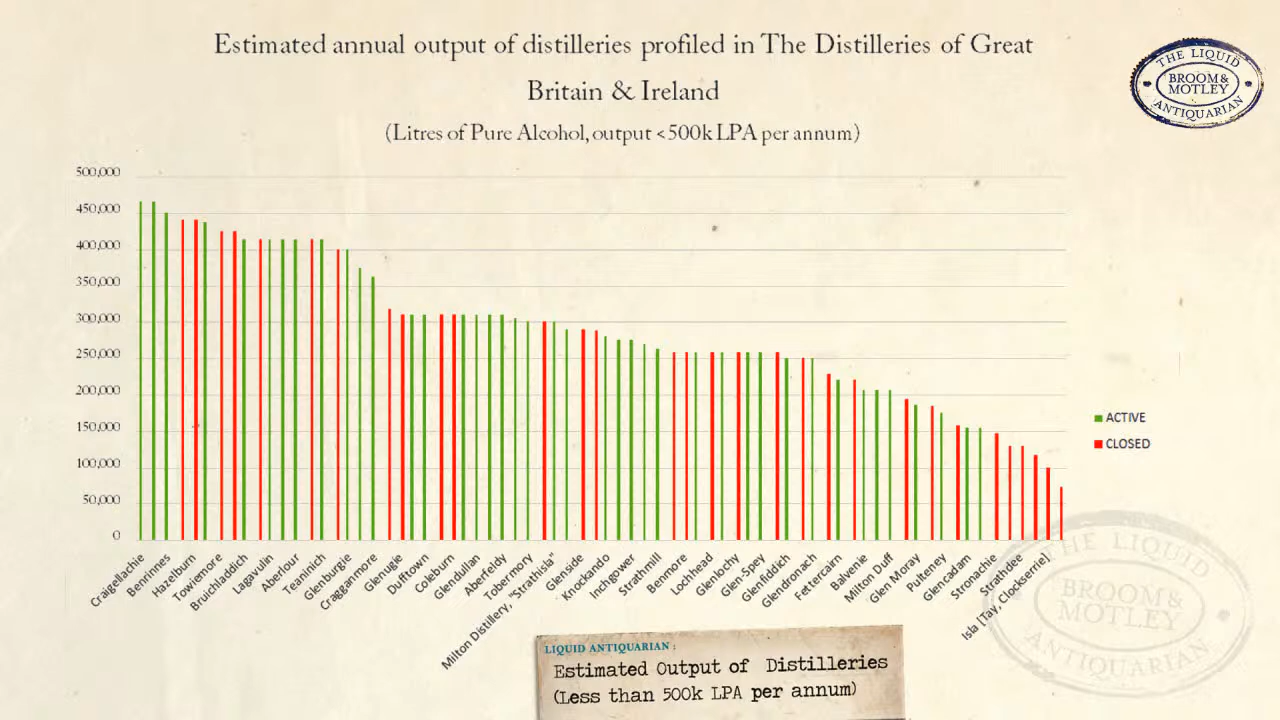 Estimated annual output of distilleries profiled in The Distilleries of Great
Britain & Ireland
(Litres of Pure Alcohol, output <500k LPA per annum)
THE LIQUID
BROOM &
MOTLEY
ANTIQUARIAN
500,000
450,000
400,000
350,000
300,000
250,000
200,000
150,000
100,000
50,000
0
ACTIVE
CLOSED
Craigellachie
Benrinnes
Hazelburn
Towiemore
Bruichladdich
Lagavulin
Aberlour
Teaninich
Glenburgie
Cragganmore
Glenugie
Dufftown
Coleburn
Glendullan
Aberfeldy
Tobermory
Milton Distillery, "Strathisla"
Glenside
Knockando
Inchgower
Strathmill
Benmore
Lochhead
Glenlochy
Glen-Spey
Glenfiddich
Glendronach
Fettercairn
Balvenie
Milton Duff
Glen Moray
Pulteney
Glencadam
Stronachie
Strathdee
Isla [Tay, Clockserrie]
THE LIQUID
BROOM &
MOTLEY
ANTIQUARIAN
LIQUID ANTIQUARIAN :
Estimated Output of Distilleries
(Less than 500k LPA per annum)